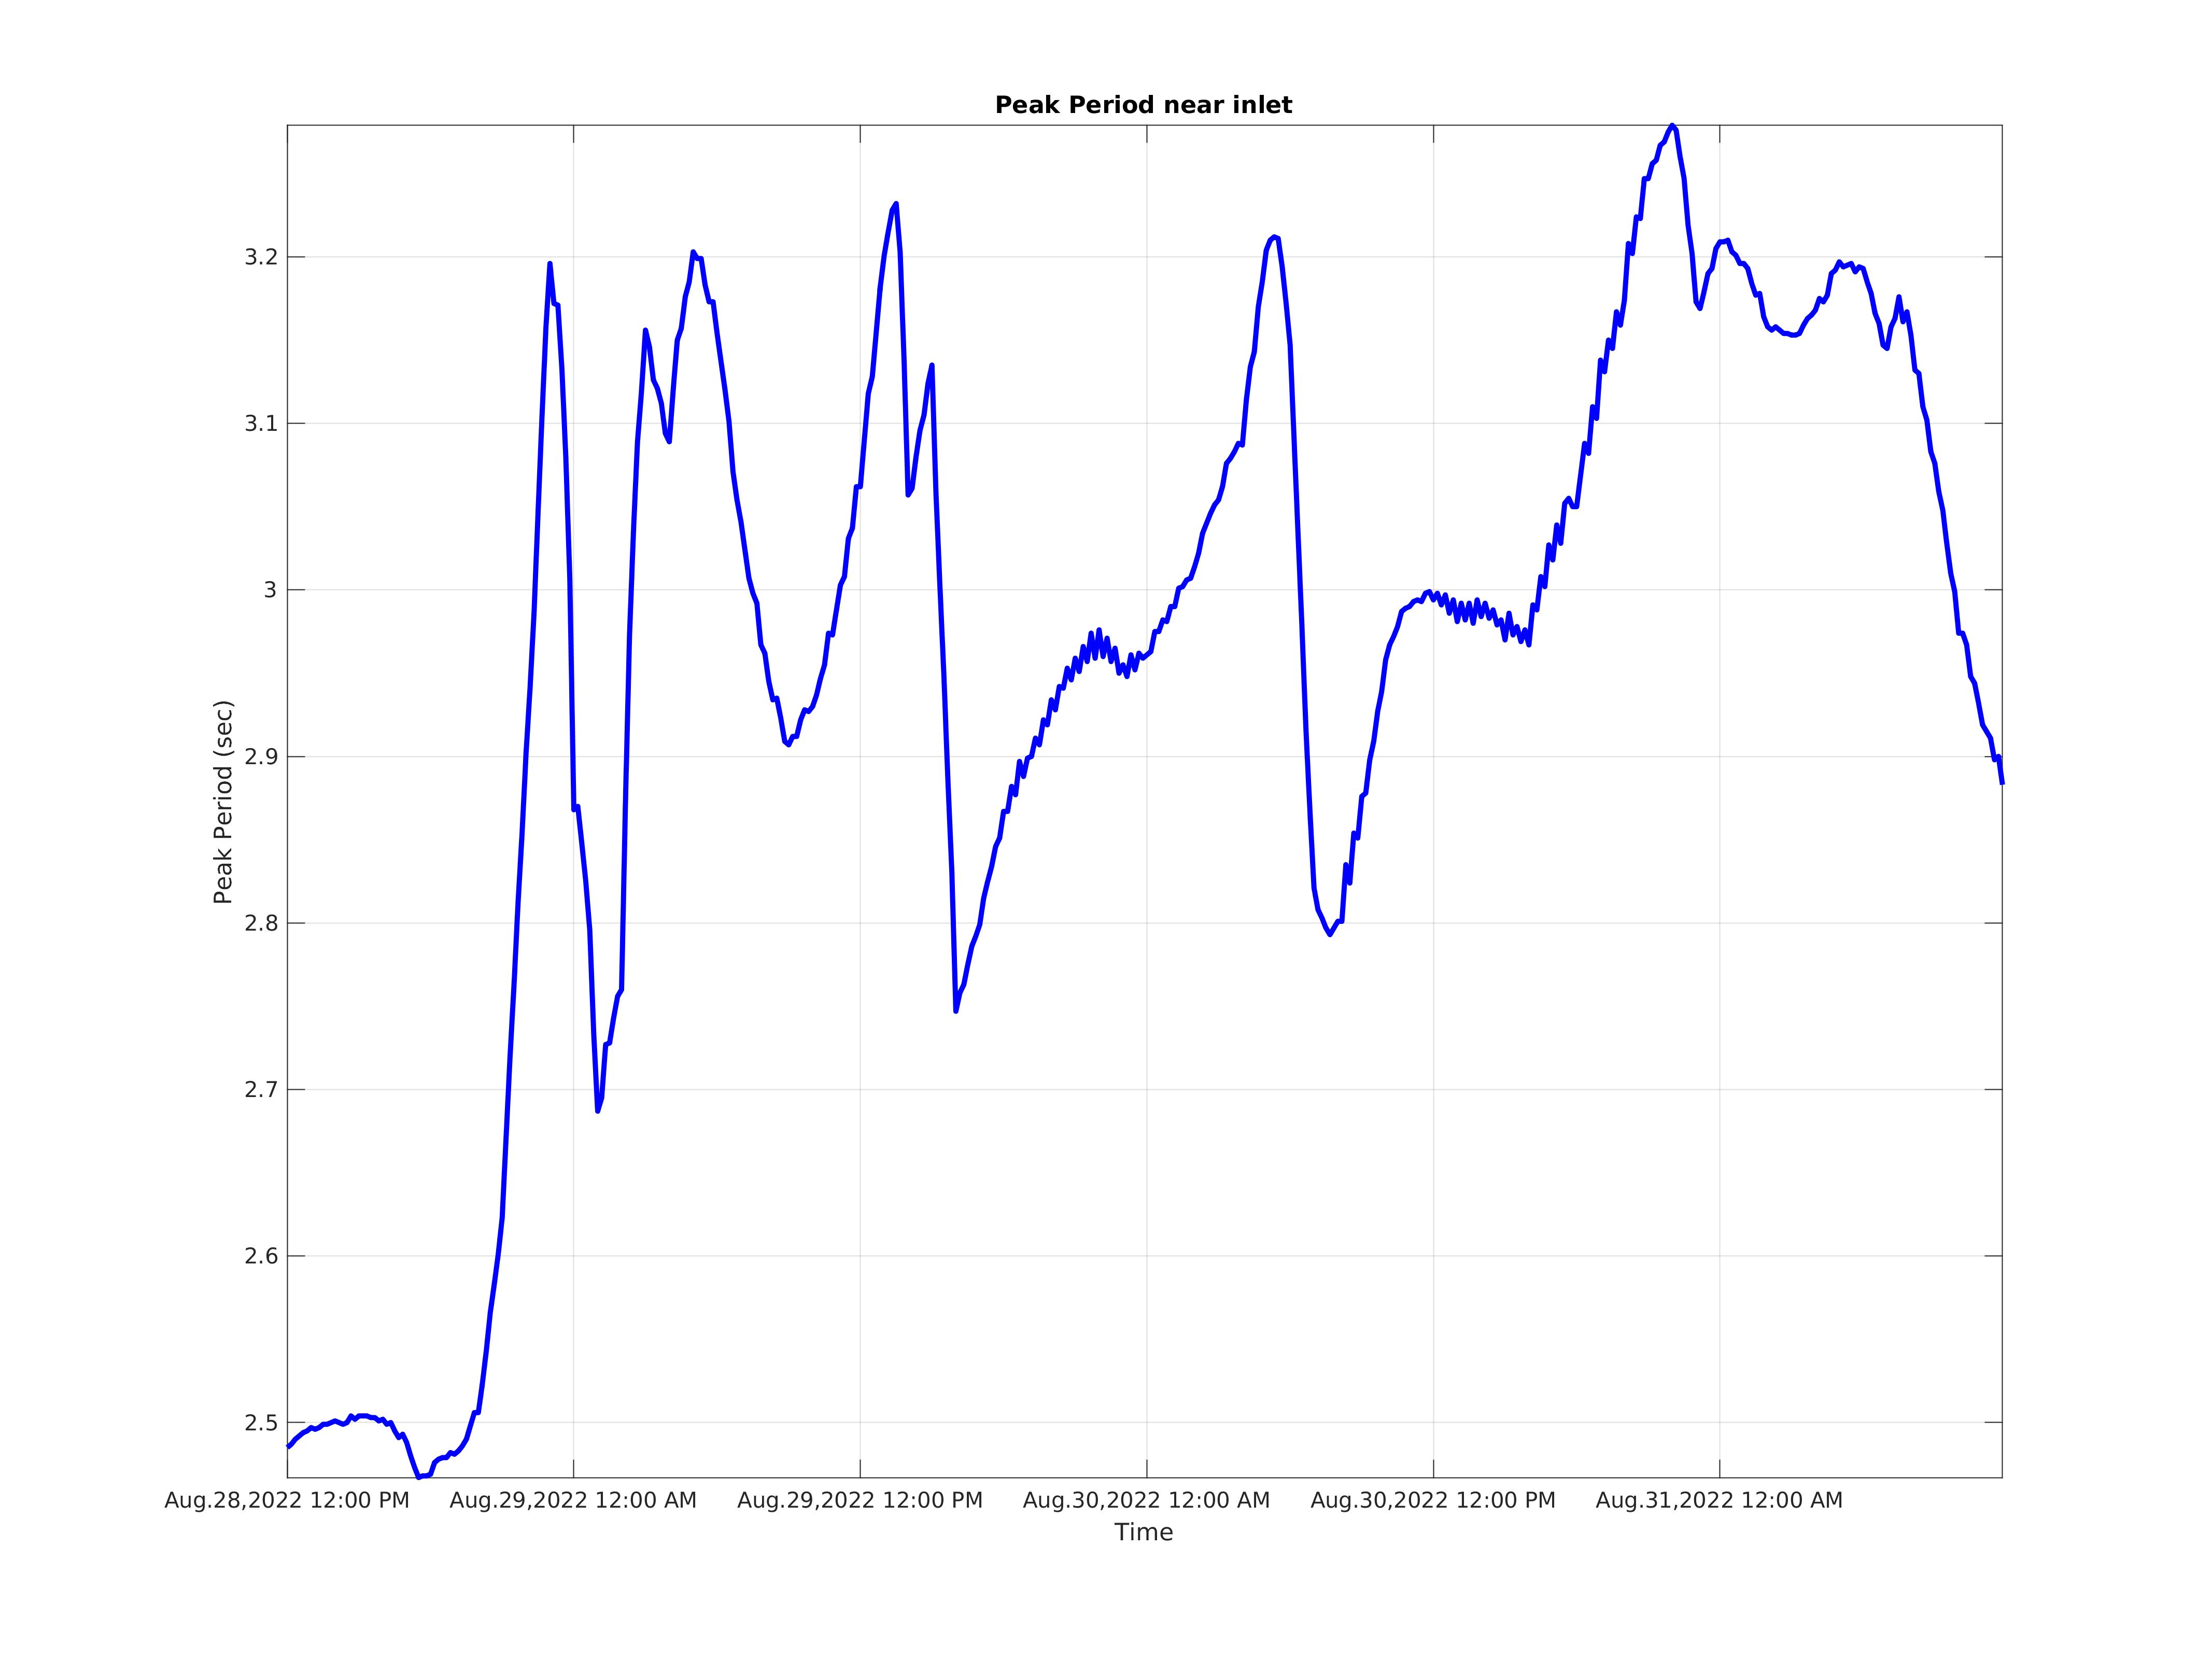 Peak Period near inlet
Peak Period (sec)
3.2
3.1
3
2.9
2.8
2.7
2.6
2.5
Aug.28,2022 12:00 PM Aug.29,2022 12:00 AM Aug.29,2022 12:00 PM Aug.30,2022 12:00 AM Aug.30,2022 12:00 PM Aug.31,2022 12:00 AM
Time